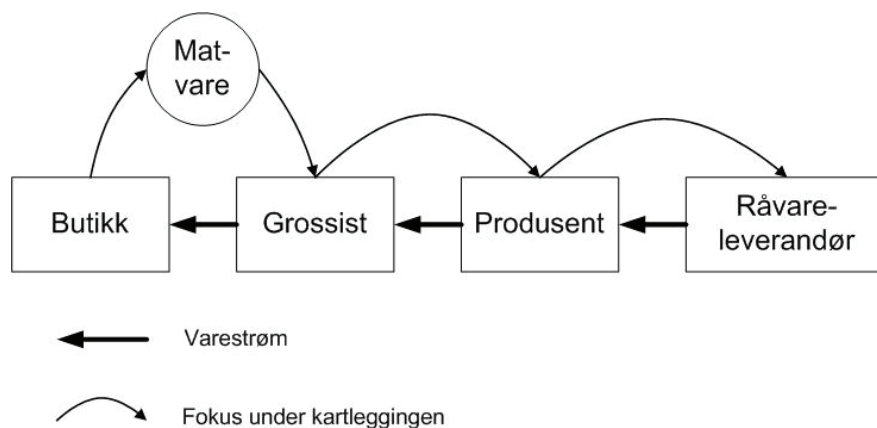 Mat-
vare
Butikk
Grossist
Produsent
Råvare-
leverandør
Varestrøm
Fokus under kartleggingen